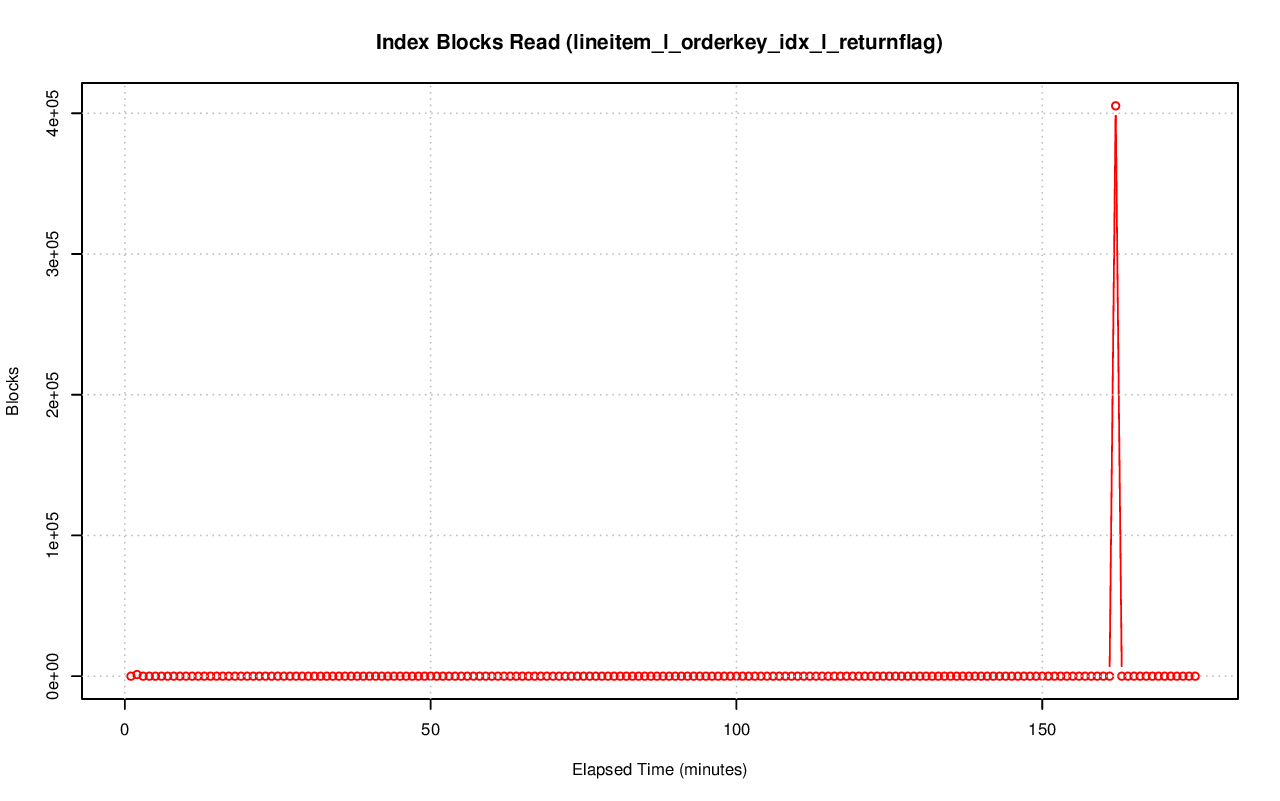 Index Blocks Read (lineitem_l_orderkey_idx_l_returnflag)
4e+05
3e+05
2e+05
1e+05
0e+00
Blocks
0 50 100 150
Elapsed Time (minutes)